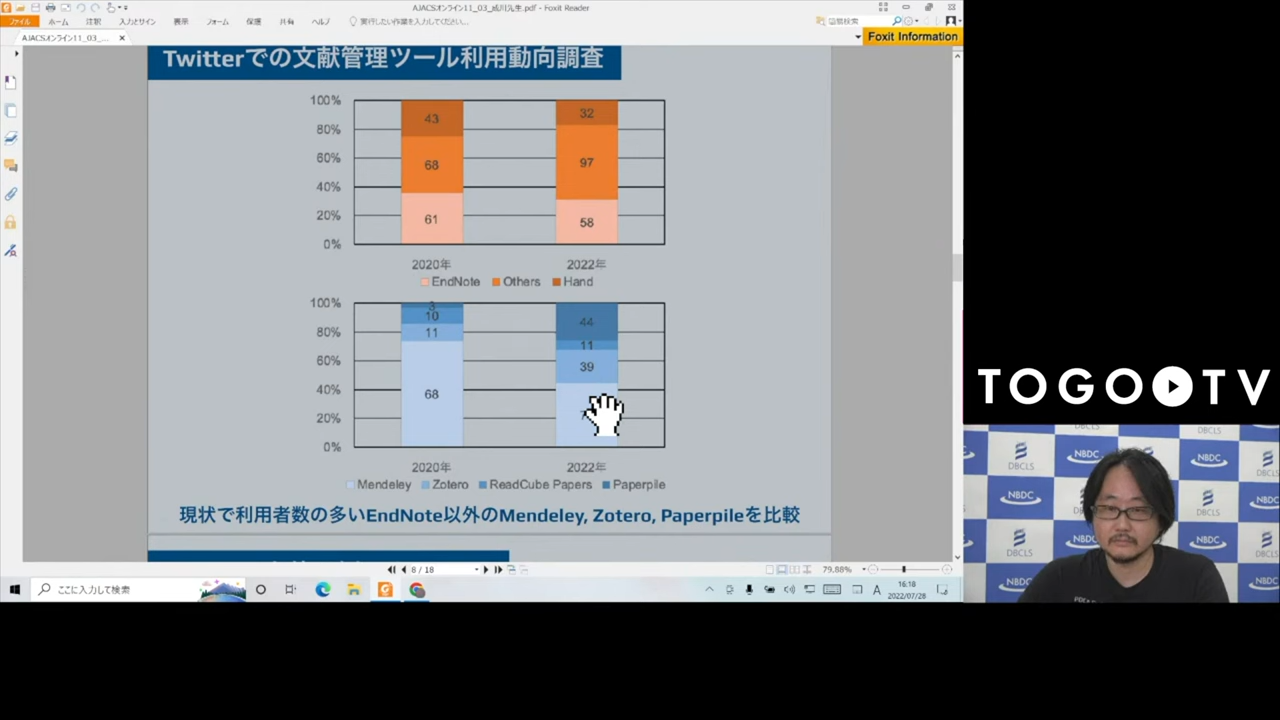 AJACSオンライン11_03_成川先生.pdf - Foxit Reader
ファイル ホーム 注釈 表示 フォーム 保護 共有 ヘルプ 実行したい作業を入力してください...
AJACSオンライン11_03_...
Foxit Information
Twitterでの文献管理ツール利用動向調査
100%
80%
60%
40%
20%
0%
43
68
61
32
97
58
2020年 2022年
EndNote Others Hand
100%
80%
60%
40%
20%
0%
3
10
11
68
44
11
39
2020年 2022年
Mendeley Zotero ReadCube Papers Paperpile
現状で利用者数の多いEndNote以外のMendeley, Zotero, Paperpileを比較
8 / 18
79.88%
ここに入力して検索
A
16:18
2022/07/28
TOGO TV
NBDC
DBCLS